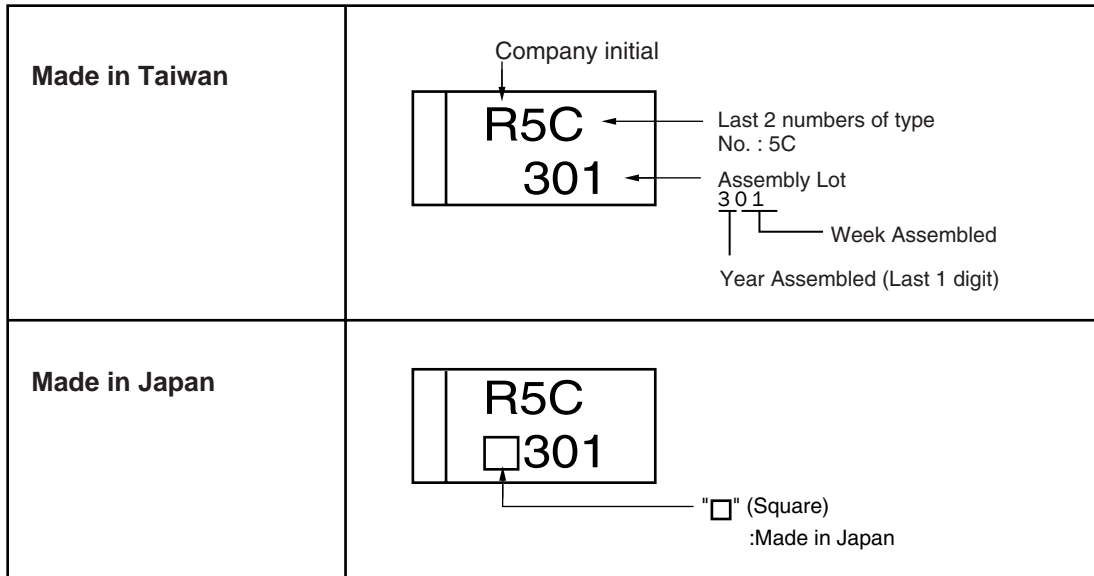 Made in Taiwan
Company initial
R5C
301
Last 2 numbers of type
No. : 5C
Assembly Lot
301
Week Assembled
Year Assembled (Last 1 digit)
Made in Japan
R5C
□301
"□" (Square)
:Made in Japan